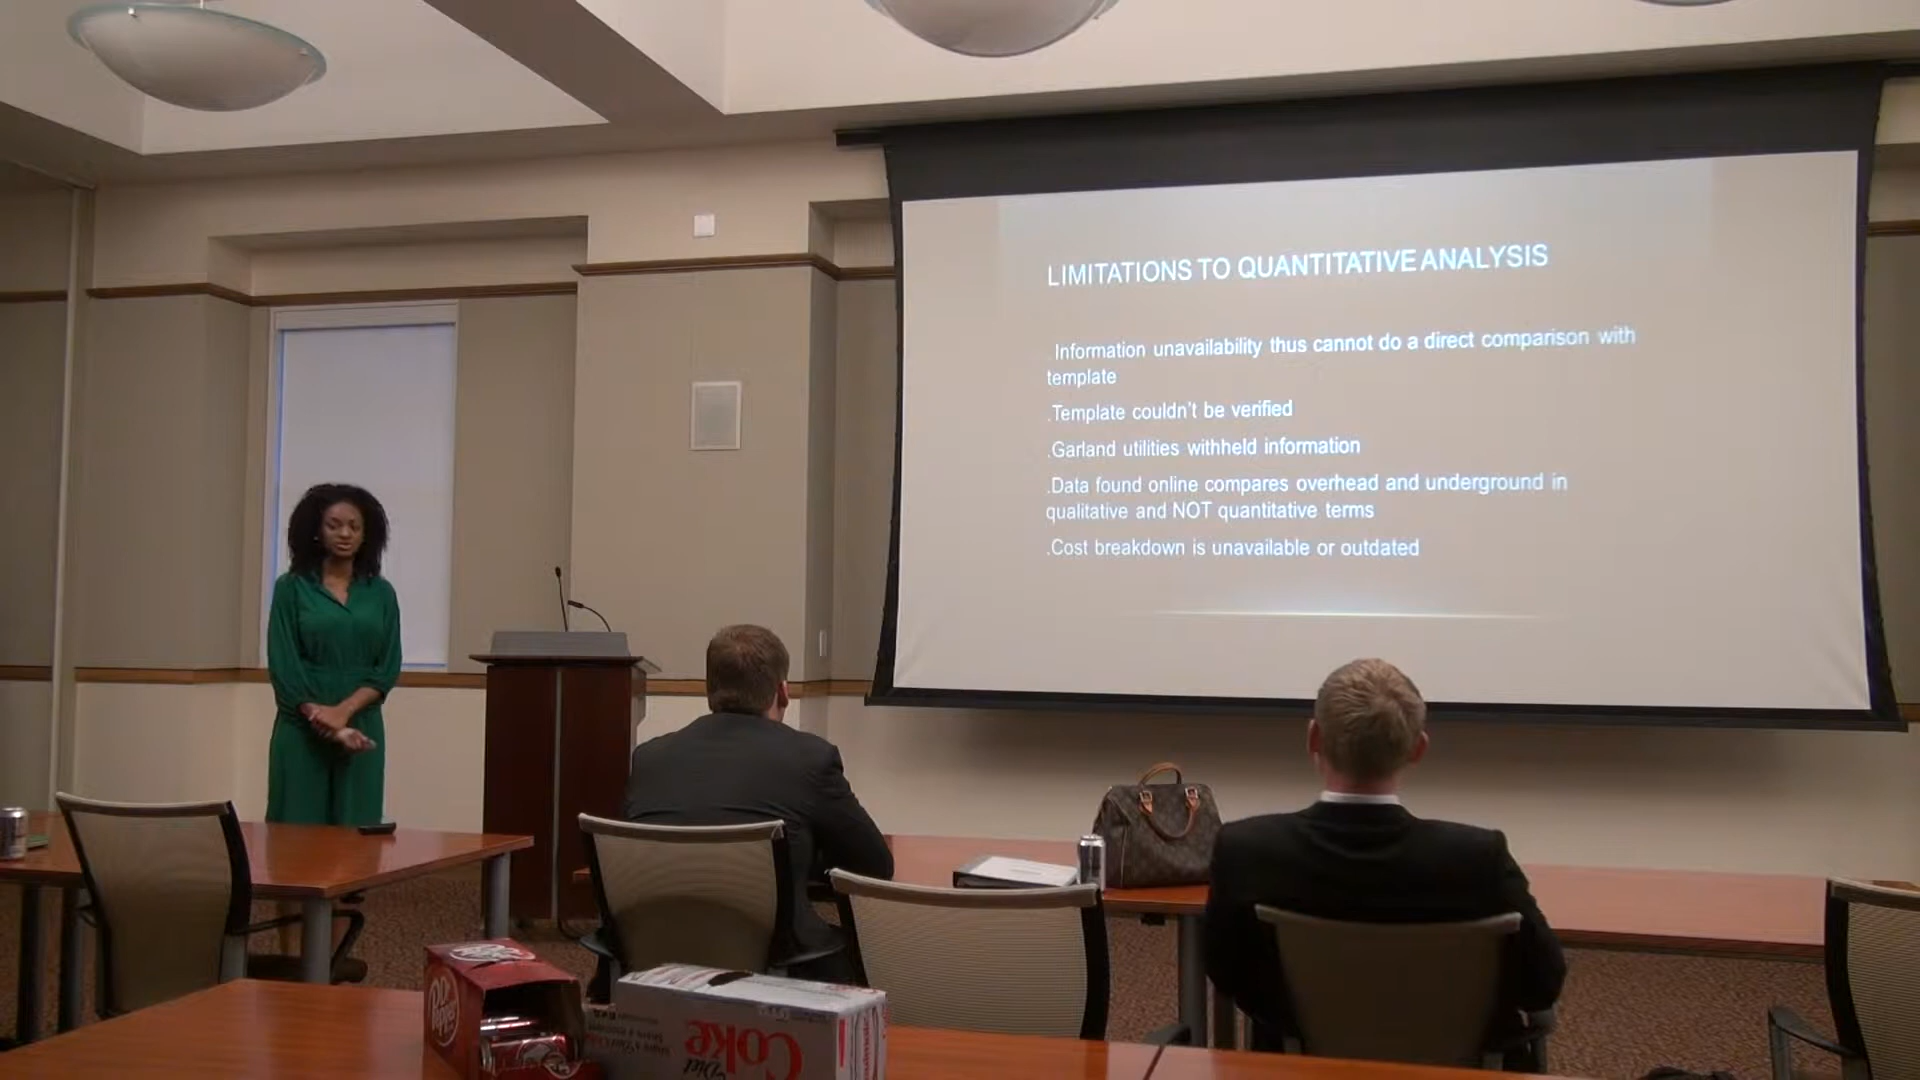 LIMITATIONS TO QUANTITATIVE ANALYSIS
. Information unavailability thus cannot do a direct comparison with
template
.Template couldn't be verified
.Garland utilities withheld information
.Data found online compares overhead and underground in
qualitative and NOT quantitative terms
.Cost breakdown is unavailable or outdated
Dr Pepper
Diet
Coke